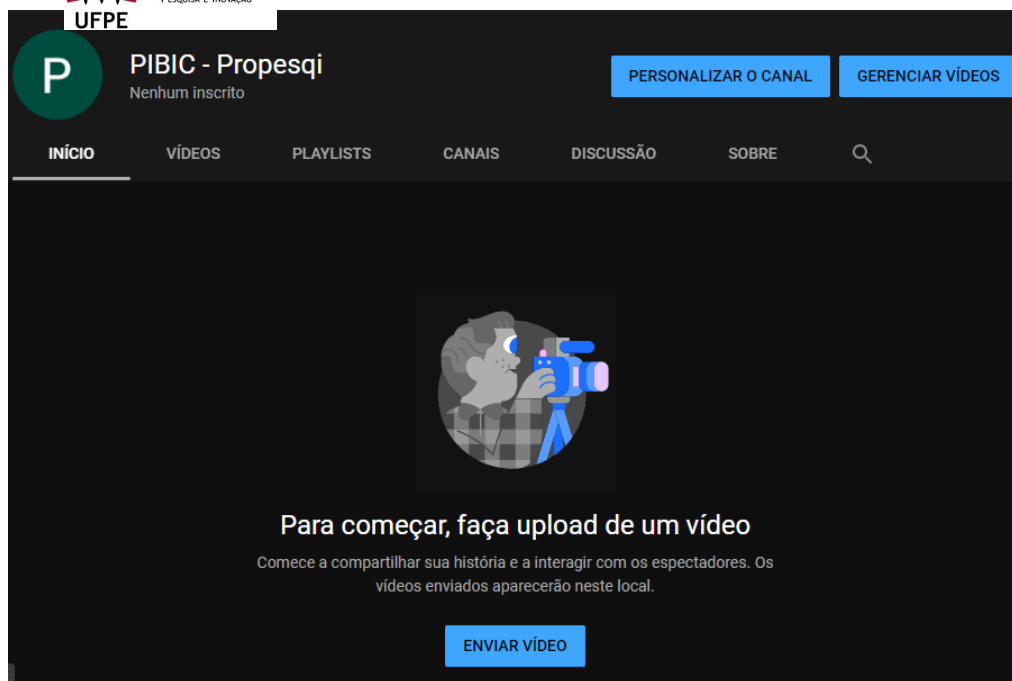 PESQUISA E INOVAÇÃO
UFPE
P
PIBIC - Propesqi
Nenhum inscrito
PERSONALIZAR O CANAL
GERENCIAR VÍDEOS
INÍCIO VÍDEOS PLAYLISTS CANAIS DISCUSSÃO SOBRE
Para começar, faça upload de um vídeo
Comece a compartilhar sua história e a interagir com os espectadores. Os
vídeos enviados aparecerão neste local.
ENVIAR VÍDEO